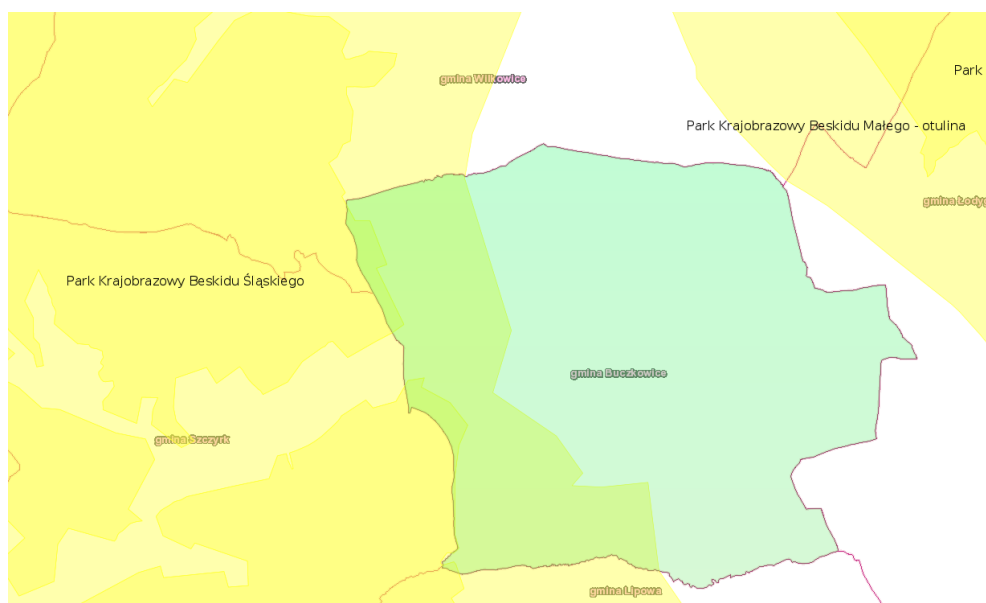 Park
gmina Wilkowice
Park Krajobrazowy Beskidu Małego - otulina
gmina Łodyg
Park Krajobrazowy Beskidu Śląskiego
gmina Buczkowice
gmina Szczyrk
gmina Lipowa